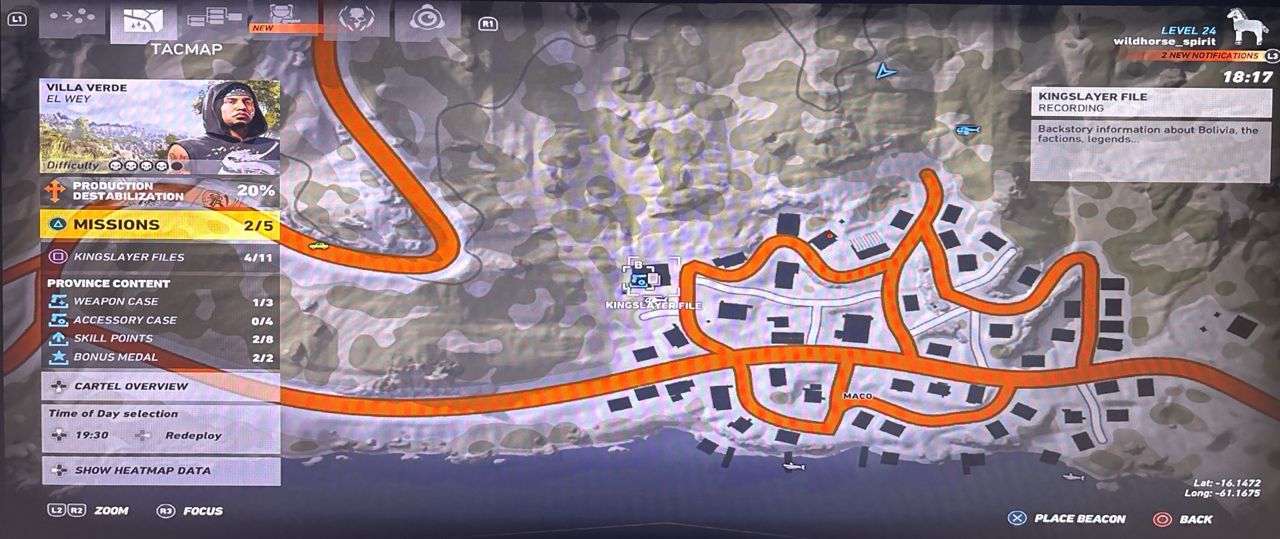 L1
NEW
R1
TACMAP
LEVEL 24
wildhorse_spirit
2 NEW NOTIFICATIONS L3
18:17
VILLA VERDE
EL WEY
Difficulty
PRODUCTION
DESTABILIZATION 20%
MISSIONS 2/5
KINGSLAYER FILES 4/11
PROVINCE CONTENT
WEAPON CASE 1/3
ACCESSORY CASE 0/4
SKILL POINTS 2/8
BONUS MEDAL 2/2
CARTEL OVERVIEW
Time of Day selection
19:30 Redeploy
SHOW HEATMAP DATA
KINGSLAYER FILE
RECORDING
Backstory information about Bolivia, the
factions, legends...
B
KINGSLAYER FILE
MACO
Lat: -16.1472
Long: -61.1675
L2 R2 ZOOM R3 FOCUS
PLACE BEACON BACK